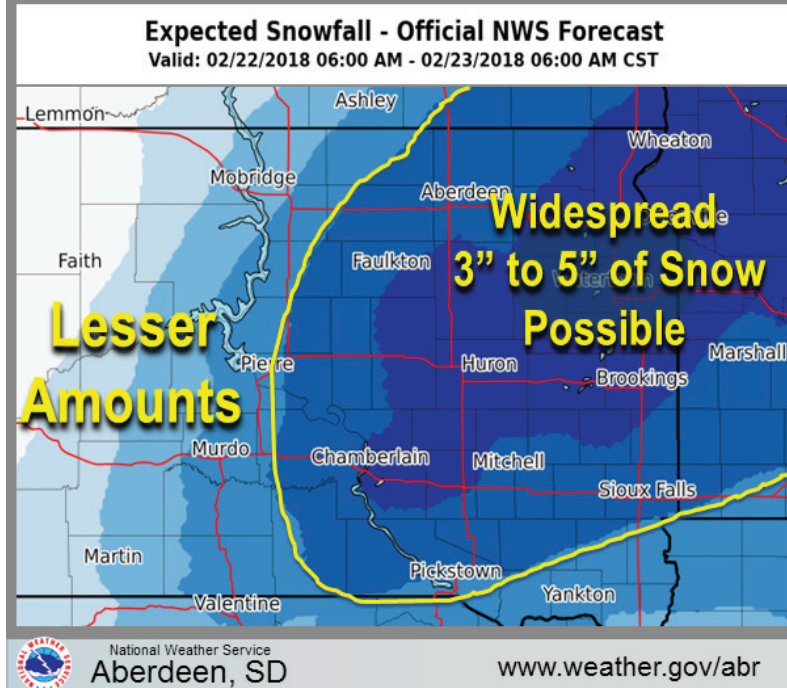 Expected Snowfall - Official NWS Forecast
Valid: 02/22/2018 06:00 AM - 02/23/2018 06:00 AM CST
Ashley
Lemmon
Wheaton
Mobridge
Aberdeen
Widespread
Faith
Faulkton
3” to 5” of Snow
Possible
Lesser
Marshall
Pierre
Huron
Brookings
Amounts
Murdo
Chamberlain
Mitchell
Sioux Falls
Martin
Pickstown
Yankton
Valentine
NATIONAL WEATHER SERVICE
National Weather Service
Aberdeen, SD
www.weather.gov/abr